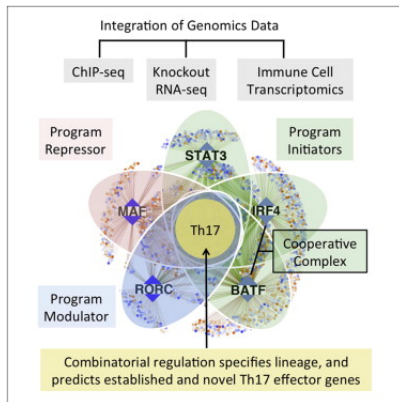 Integration of Genomics Data
ChIP-seq
Knockout
RNA-seq
Immune Cell
Transcriptomics
Program
Repressor
Program
Initiators
STAT3
MAF
IRF4
Th17
Cooperative
Complex
RORC
BATF
Program
Modulator
Combinatorial regulation specifies lineage, and
predicts established and novel Th17 effector genes